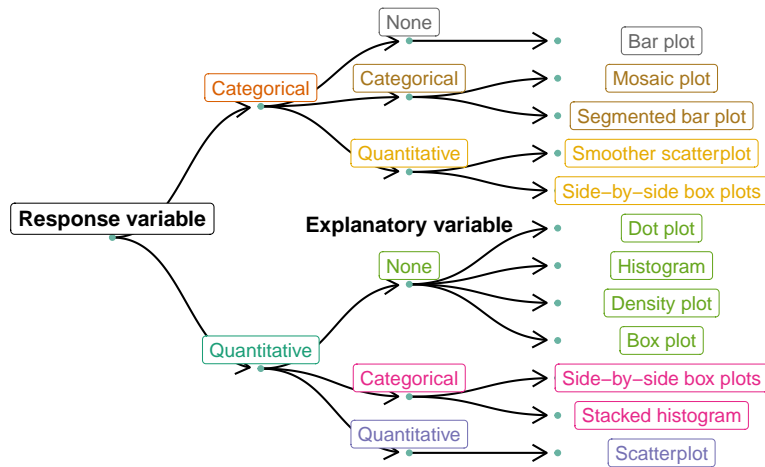 None
Bar plot
Categorical
Categorical
Mosaic plot
Segmented bar plot
Quantitative
Smoother scatterplot
Side−by−side box plots
Response variable
Explanatory variable
Dot plot
None
Histogram
Density plot
Box plot
Quantitative
Categorical
Side−by−side box plots
Stacked histogram
Quantitative
Scatterplot